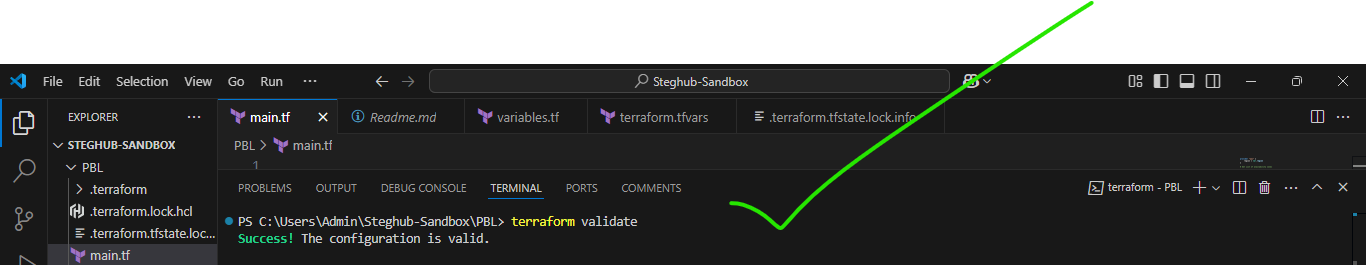 File Edit Selection View Go Run ··· Steghub-Sandbox
EXPLORER ··· main.tf Readme.md variables.tf terraform.tfvars .terraform.tfstate.lock.info ···
STEGHUB-SANDBOX PBL > main.tf
PBL 1
.terraform PROBLEMS OUTPUT DEBUG CONSOLE TERMINAL PORTS COMMENTS terraform - PBL ···
.terraform.lock.hcl PS C:\Users\Admin\Steghub-Sandbox\PBL> terraform validate
.terraform.tfstate.loc... Success! The configuration is valid.
main.tf